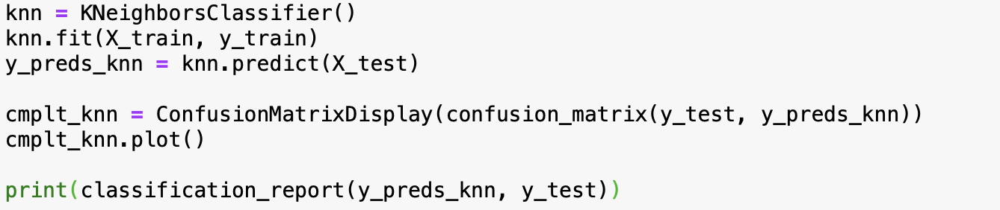 knn = KNeighborsClassifier()
knn.fit(X_train, y_train)
y_preds_knn = knn.predict(X_test)
cmplt_knn = ConfusionMatrixDisplay(confusion_matrix(y_test, y_preds_knn))
cmplt_knn.plot()
print(classification_report(y_preds_knn, y_test))